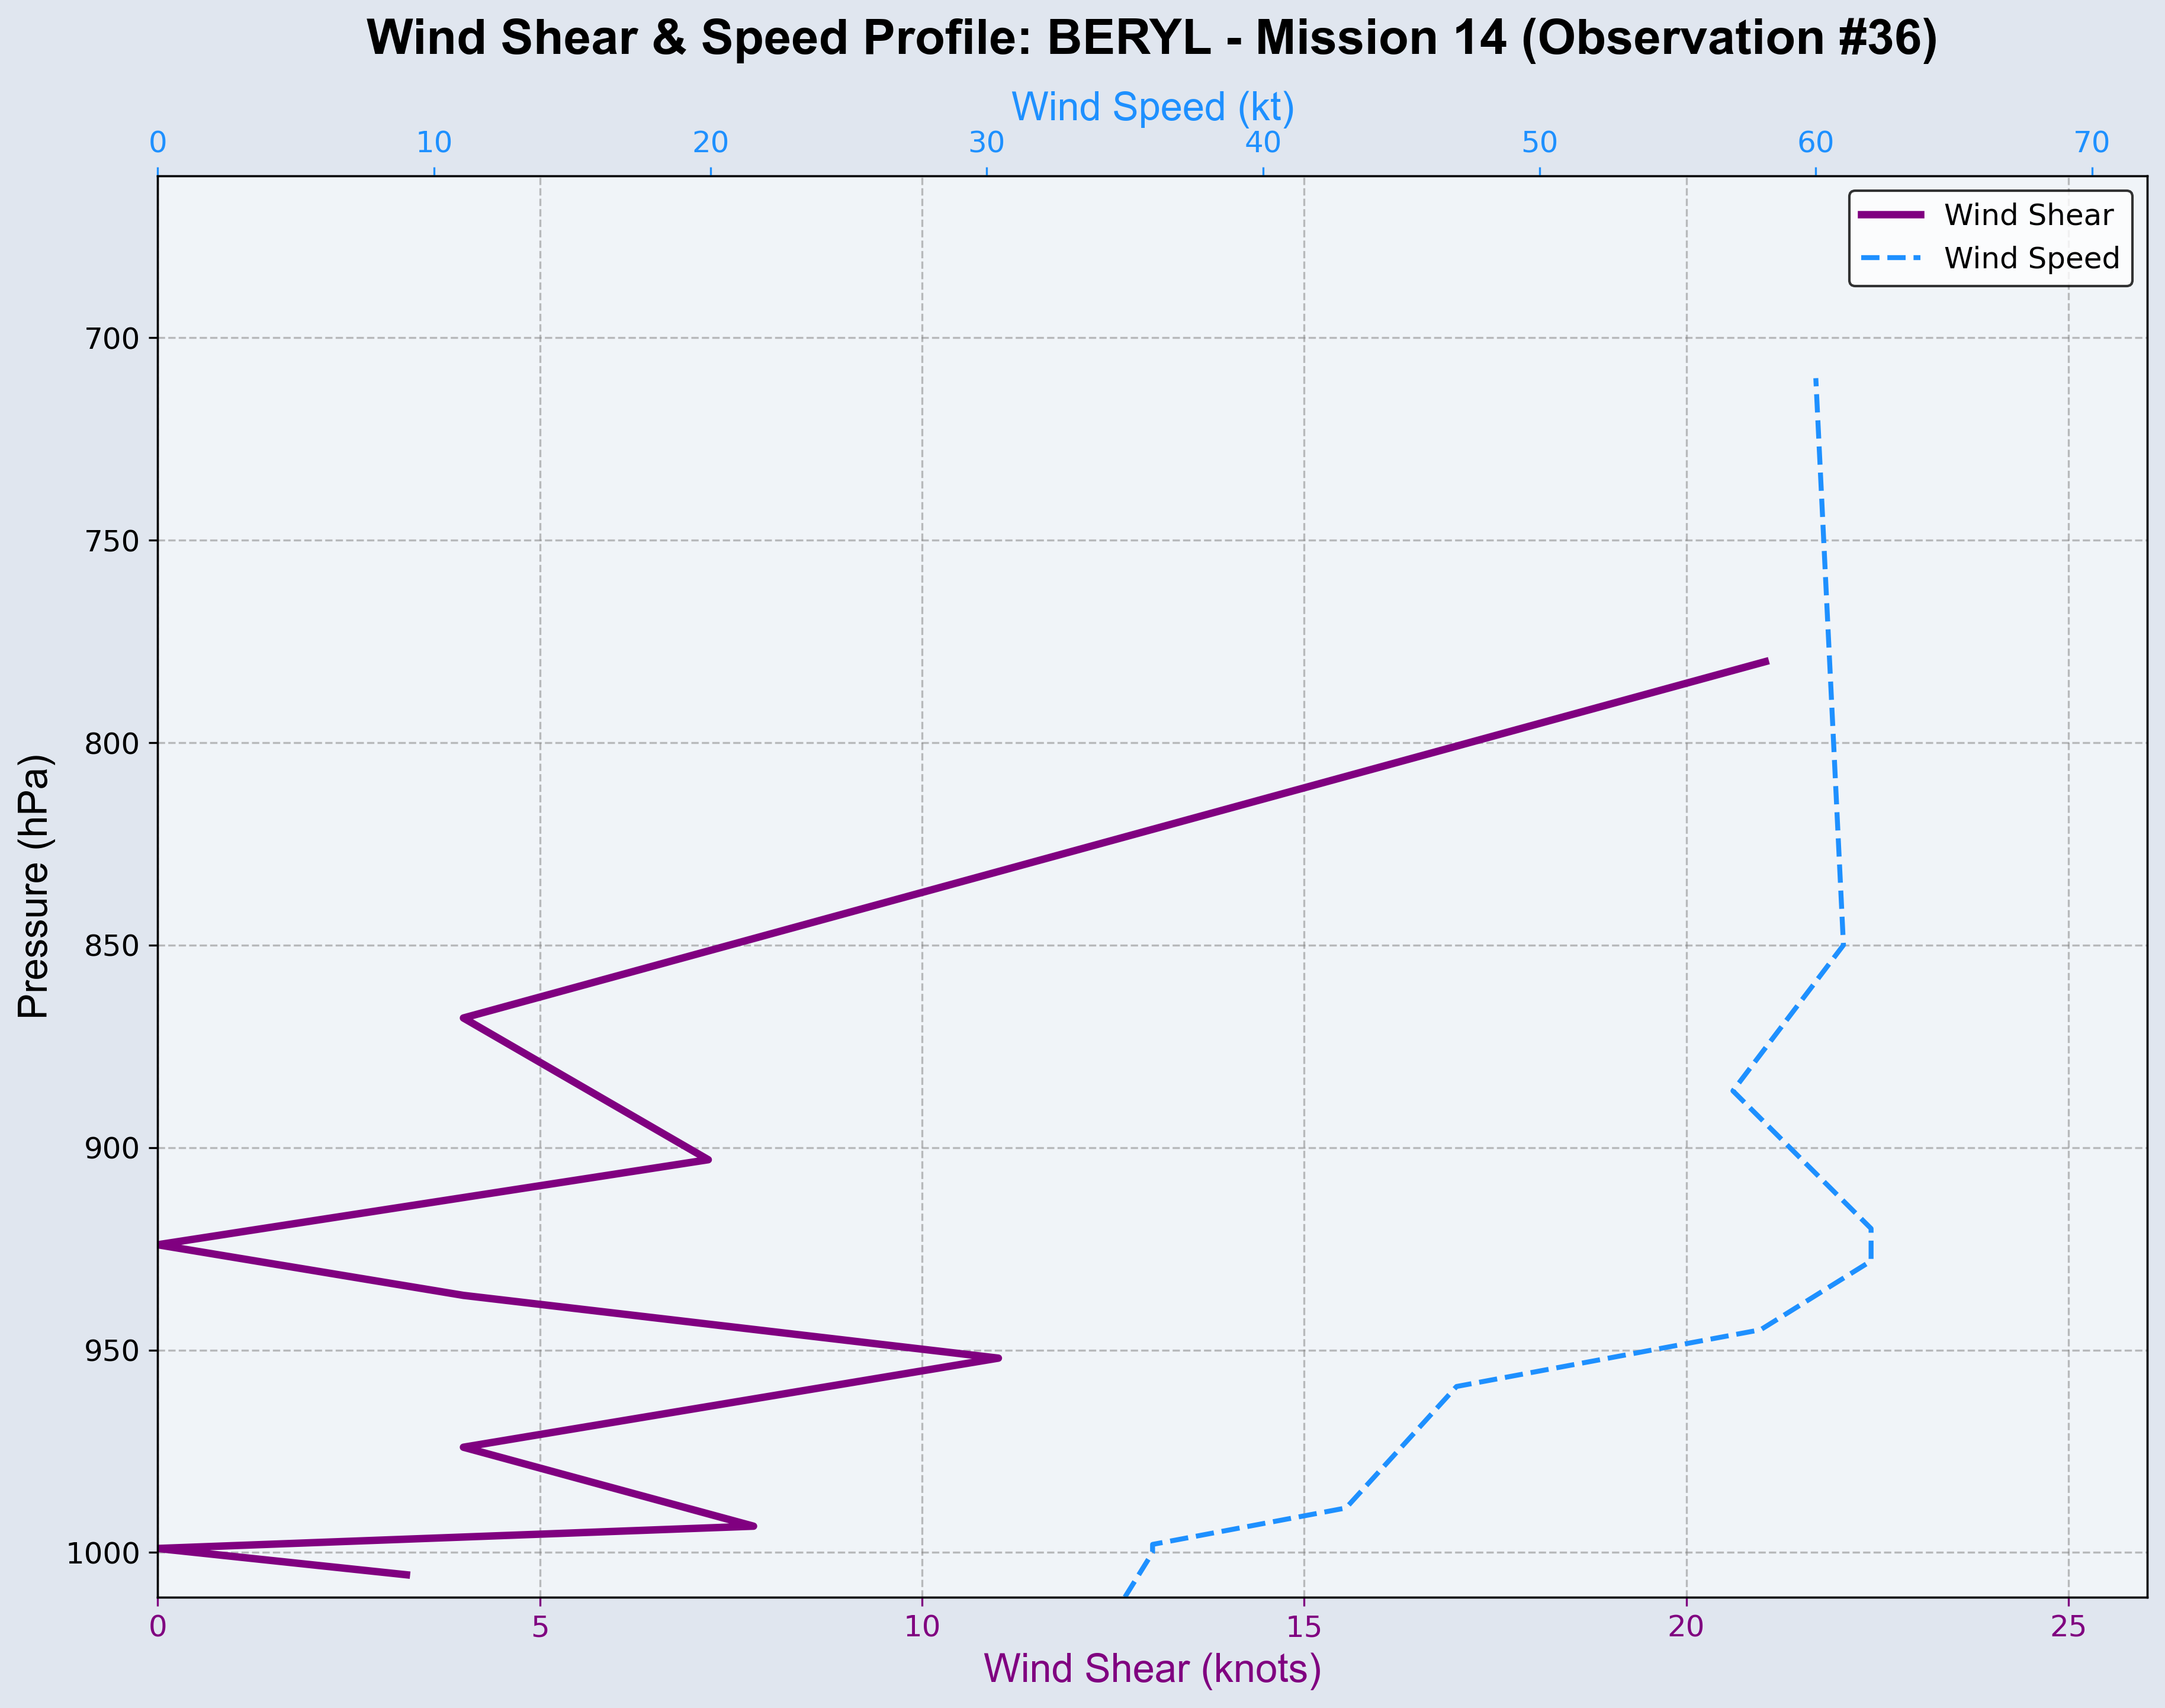 Wind Shear & Speed Profile: BERYL - Mission 14 (Observation #36)
Wind Speed (kt)
0 10 20 30 40 50 60 70
Wind Shear
Wind Speed
700
750
800
850
900
950
1000
Pressure (hPa)
0 5 10 15 20 25
Wind Shear (knots)